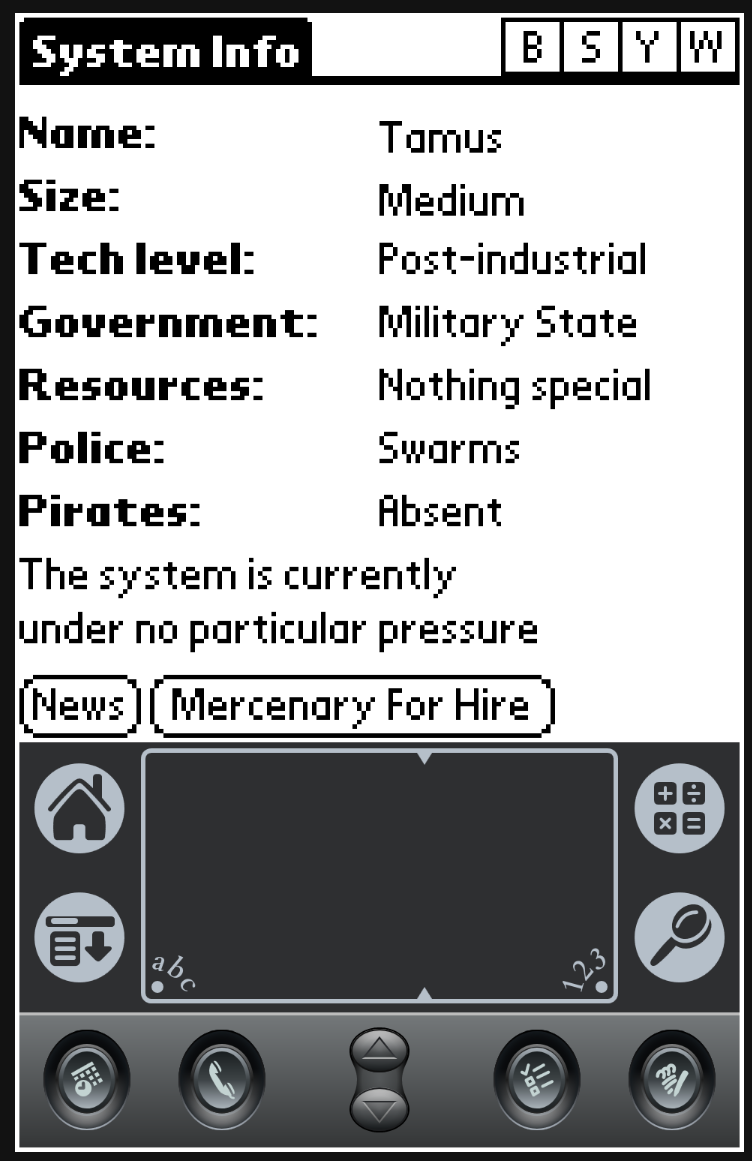 System Info B S Y W
Name: Tamus
Size: Medium
Tech level: Post-industrial
Government: Military State
Resources: Nothing special
Police: Swarms
Pirates: Absent
The system is currently
under no particular pressure
News Mercenary For Hire
+ ÷
× =
abc 123